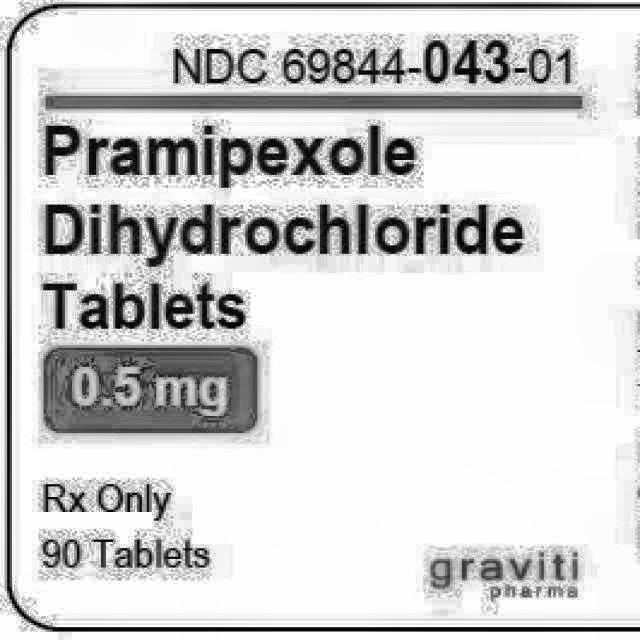 NDC 69844-043-01
Pramipexole
Dihydrochloride
Tablets
0.5 mg
Rx Only
90 Tablets
graviti
pharma